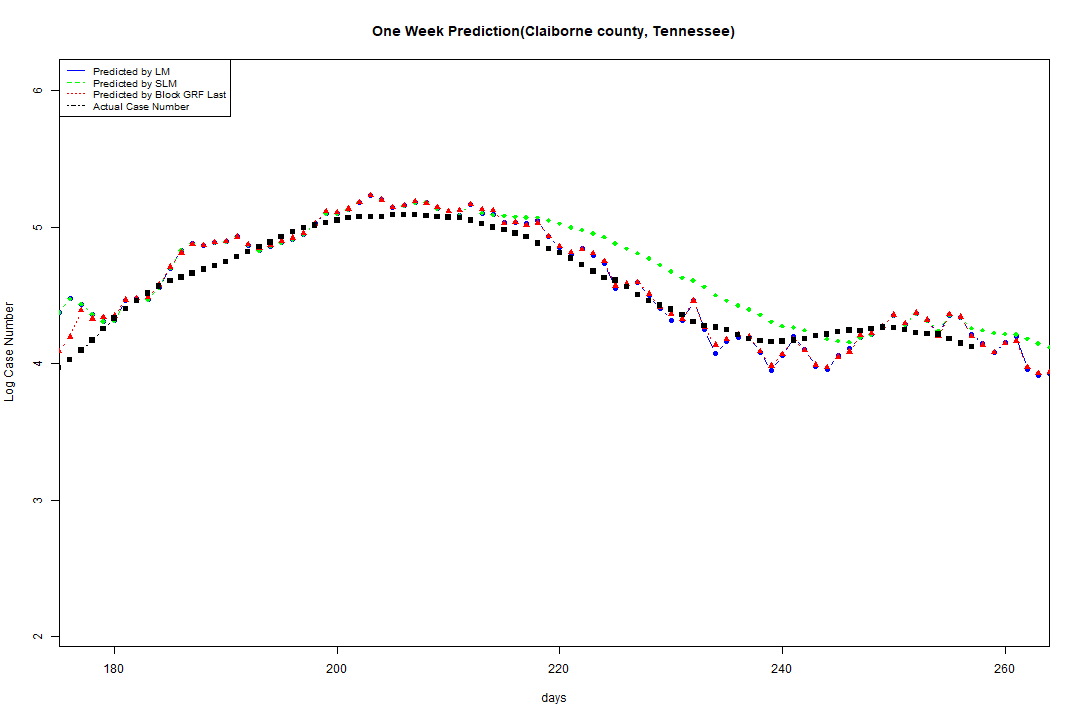 One Week Prediction(Claiborne county, Tennessee)
Predicted by LM
Predicted by SLM
Predicted by Block GRF Last
Actual Case Number
6
5
4
3
2
Log Case Number
180 200 220 240 260
days